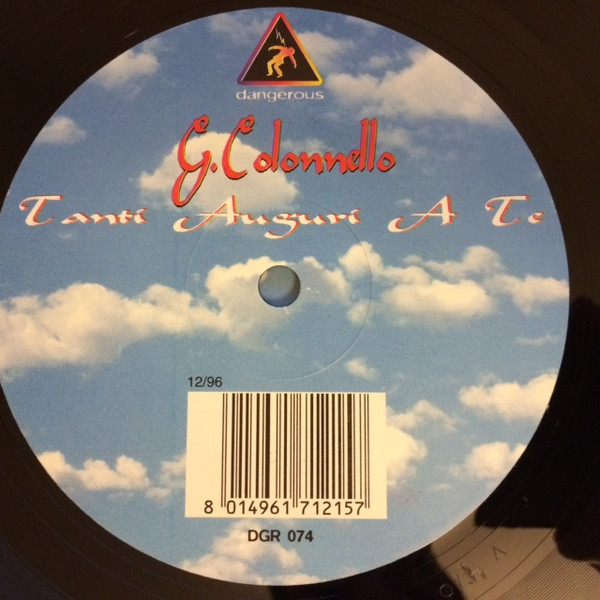 dangerous
G. Colonnello
Tanti Auguri A Te
12/96
8 014961 712157
DGR 074